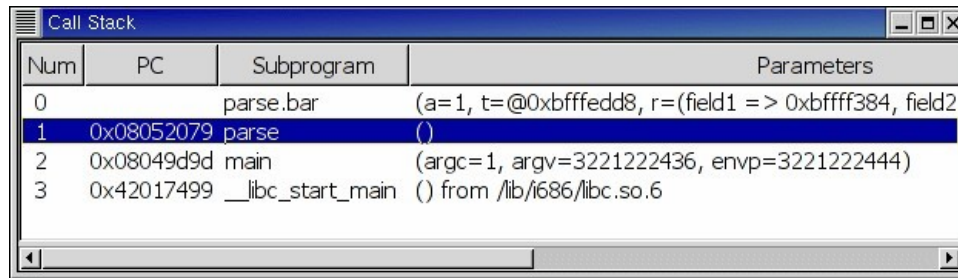 Call Stack
Num PC Subprogram Parameters
0 parse.bar (a=1, t=@0xbfffedd8, r=(field1 => 0xbffff384, field2
1 0x08052079 parse ()
2 0x08049d9d main (argc=1, argv=3221222436, envp=3221222444)
3 0x42017499 __libc_start_main () from /lib/i686/libc.so.6